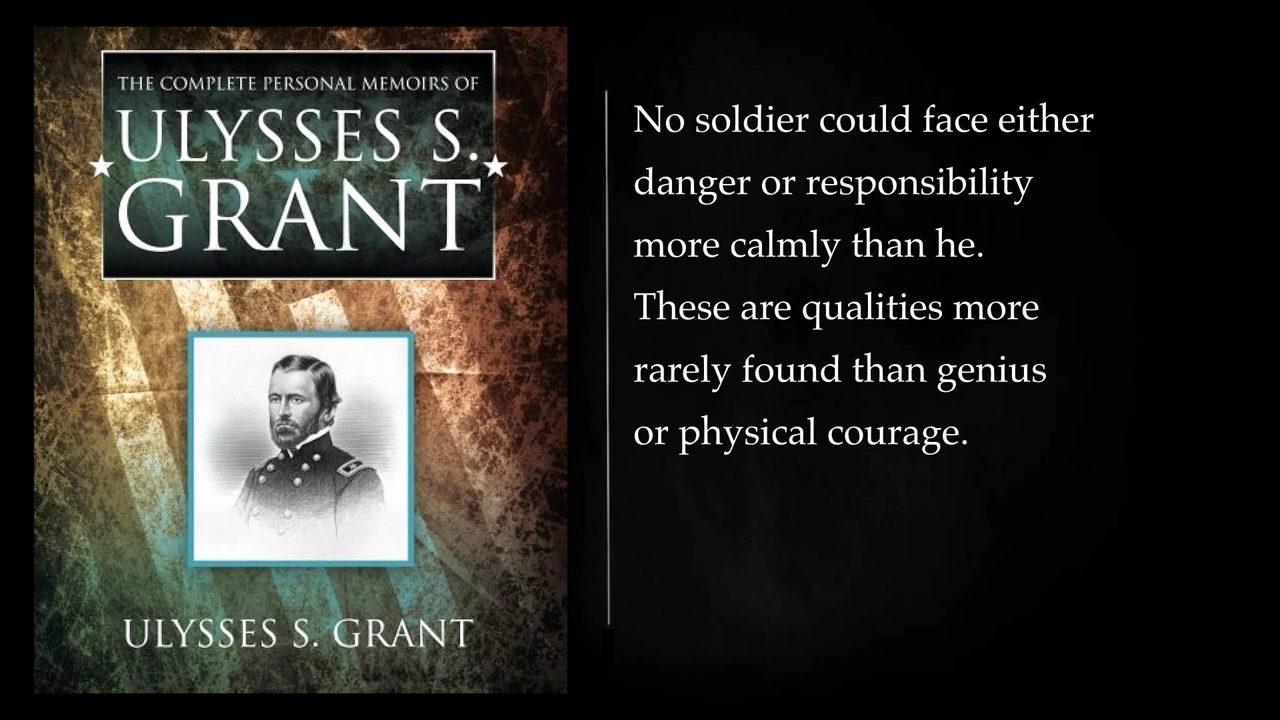 THE COMPLETE PERSONAL MEMOIRS OF
ULYSSES S.
GRANT
ULYSSES S. GRANT
No soldier could face either
danger or responsibility
more calmly than he.
These are qualities more
rarely found than genius
or physical courage.